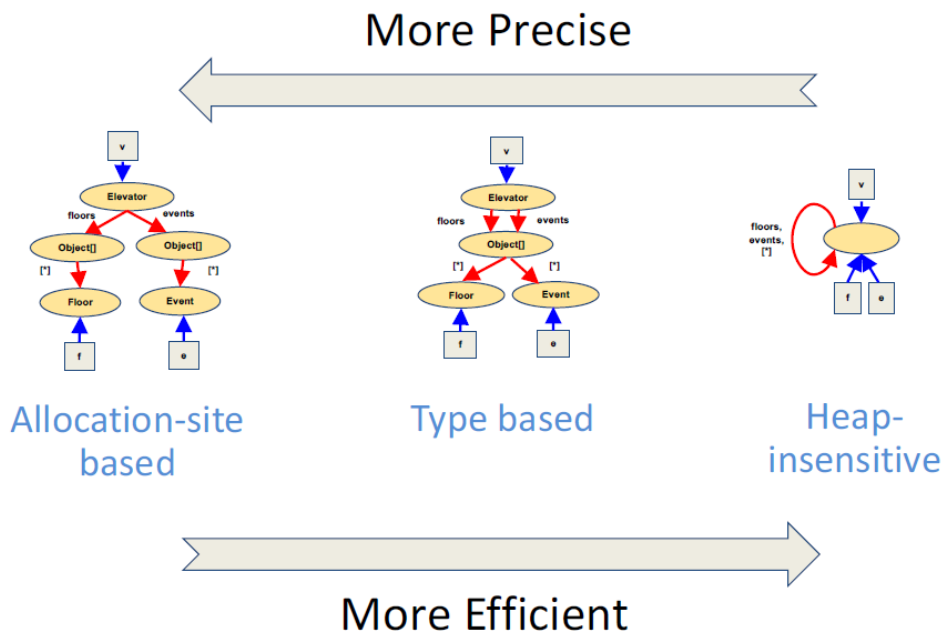 More Precise
v
Elevator
floors
events
Object[]
Object[]
[*]
[*]
Floor
Event
f
e
v
Elevator
floors
events
Object[]
[*]
[*]
Floor
Event
f
e
v
floors,
events,
[*]
f
e
Allocation-site
based
Type based
Heap-
insensitive
More Efficient